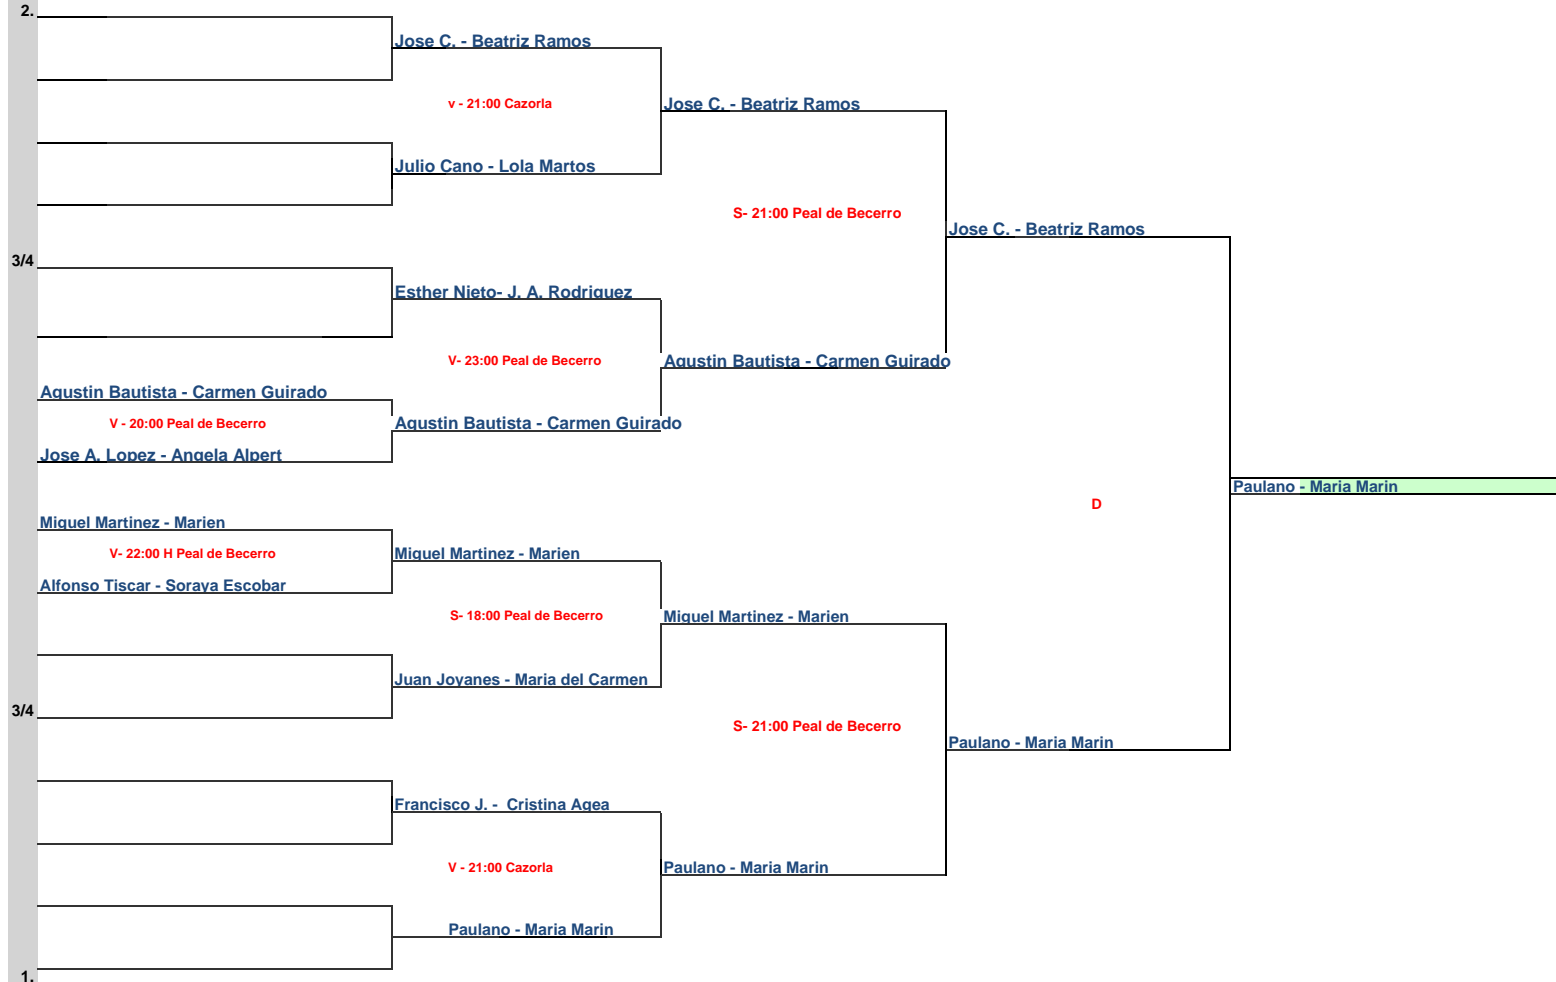 2.
Jose C. - Beatriz Ramos
v - 21:00 Cazorla
Jose C. - Beatriz Ramos
Julio Cano - Lola Martos
S- 21:00 Peal de Becerro
Jose C. - Beatriz Ramos
3/4
Esther Nieto- J. A. Rodriguez
V- 23:00 Peal de Becerro
Agustin Bautista - Carmen Guirado
Agustin Bautista - Carmen Guirado
V - 20:00 Peal de Becerro
Agustin Bautista - Carmen Guirado
Jose A. Lopez - Angela Alpert
Paulano - Maria Marin
D
Miguel Martinez - Marien
V- 22:00 H Peal de Becerro
Miguel Martinez - Marien
Alfonso Tiscar - Soraya Escobar
S- 18:00 Peal de Becerro
Miguel Martinez - Marien
Juan Joyanes - Maria del Carmen
3/4
S- 21:00 Peal de Becerro
Paulano - Maria Marin
Francisco J. -  Cristina Agea
V - 21:00 Cazorla
Paulano - Maria Marin
Paulano - Maria Marin
1.